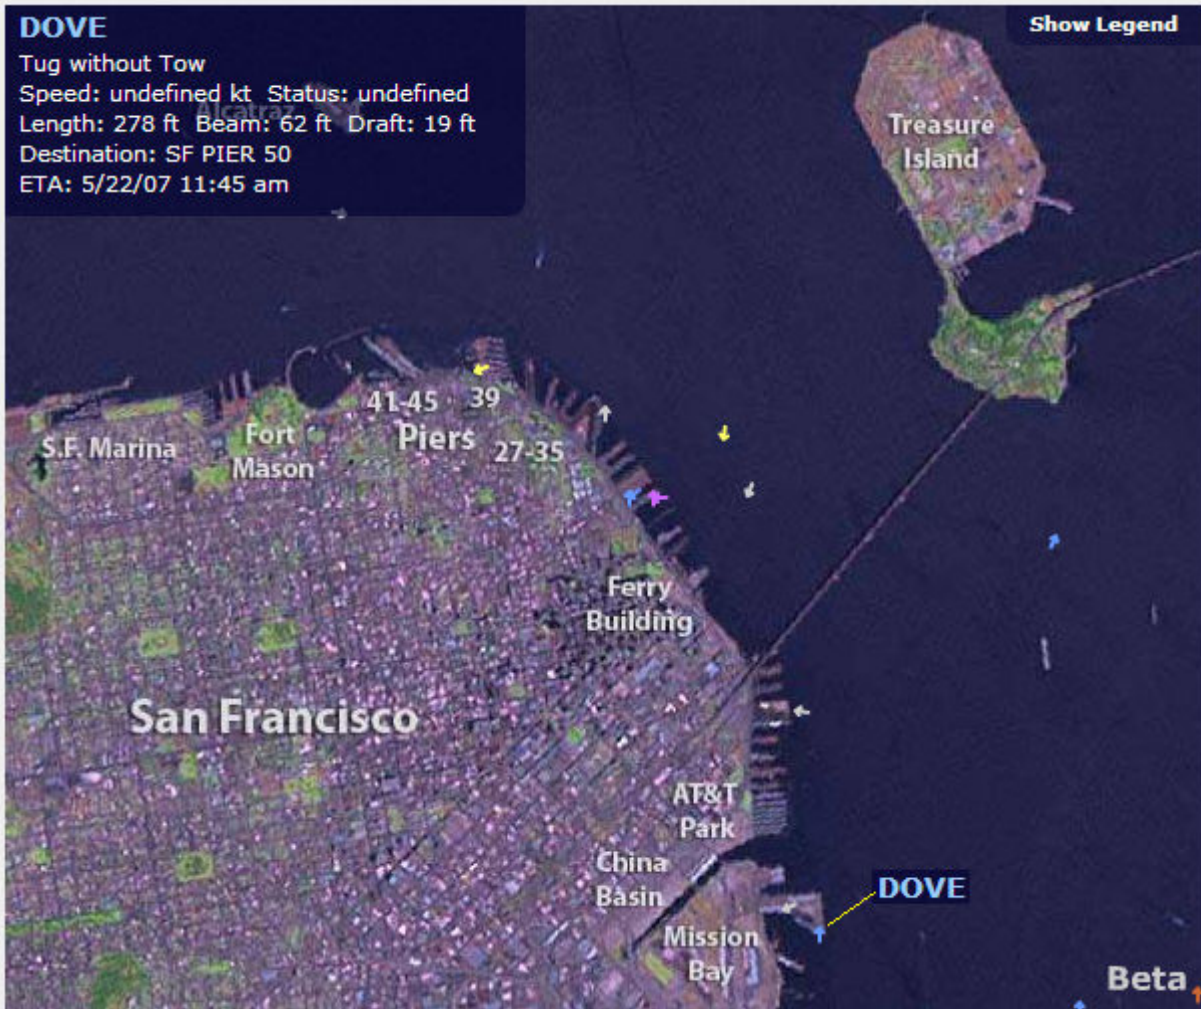 DOVE
Show Legend
Tug without Tow
Speed: undefined kt Status: undefined
Alcatraz
Length: 278 ft Beam: 62 ft Draft: 19 ft
Destination: SF PIER 50
ETA: 5/22/07 11:45 am
Treasure
Island
41-45
39
Piers
27-35
S.F. Marina
Fort
Mason
Ferry
Building
San Francisco
AT&T
Park
China
Basin
DOVE
Mission
Bay
Beta